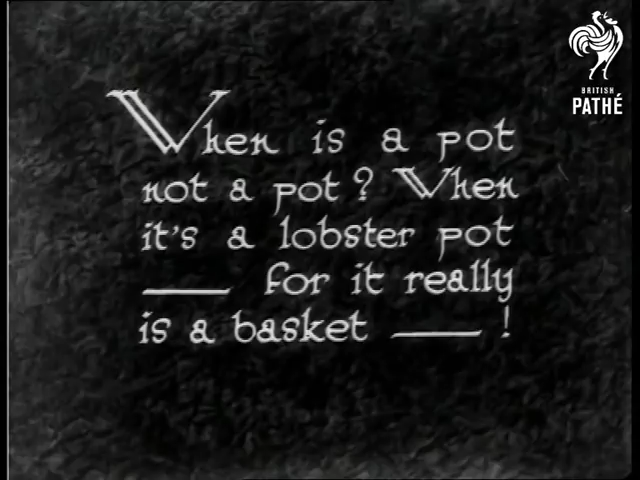 BRITISH
PATHÉ
When is a pot
not a pot? When
it's a lobster pot
—— for it really
is a basket —— !